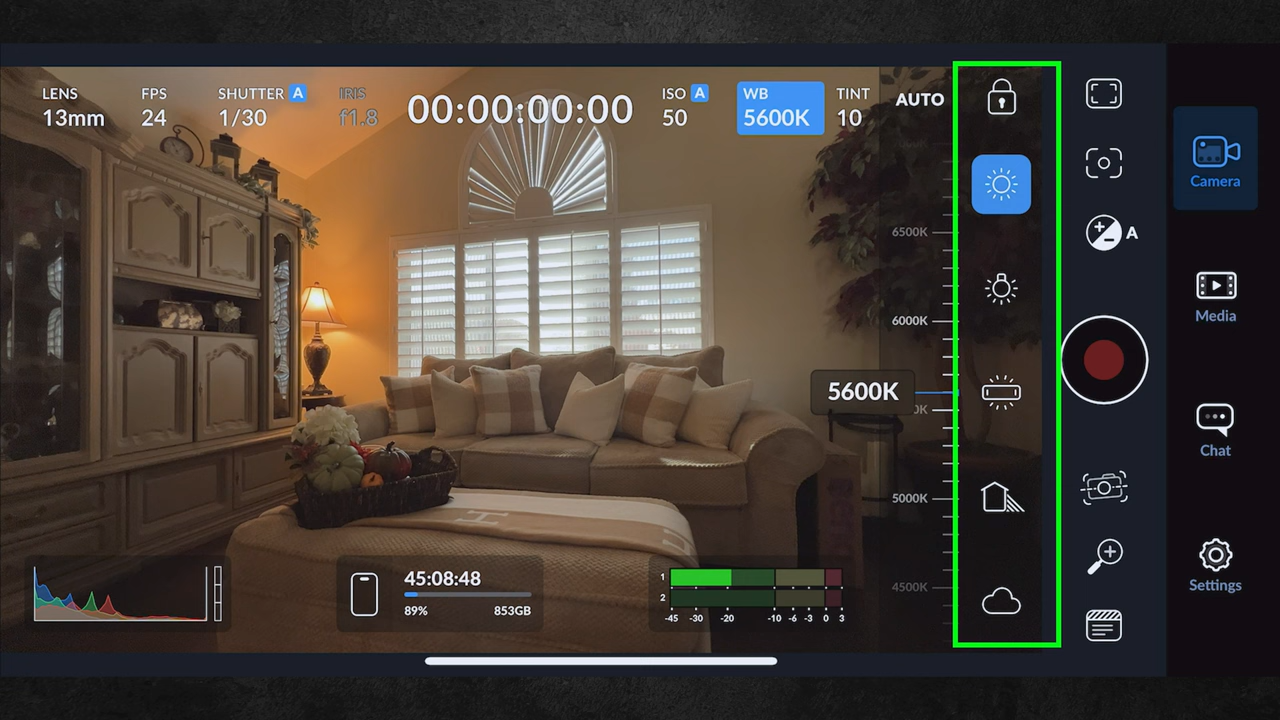 LENS
13mm
FPS
24
SHUTTER A
1/30
IRIS
f1.8
00:00:00:00
ISO A
50
WB
5600K
TINT
10
AUTO
6500K
6000K
5600K
5000K
4500K
A
Camera
Media
Chat
Settings
H
45:08:48
89% 853GB
1
2
-45 -30 -20 -10 -6 -3 0 3